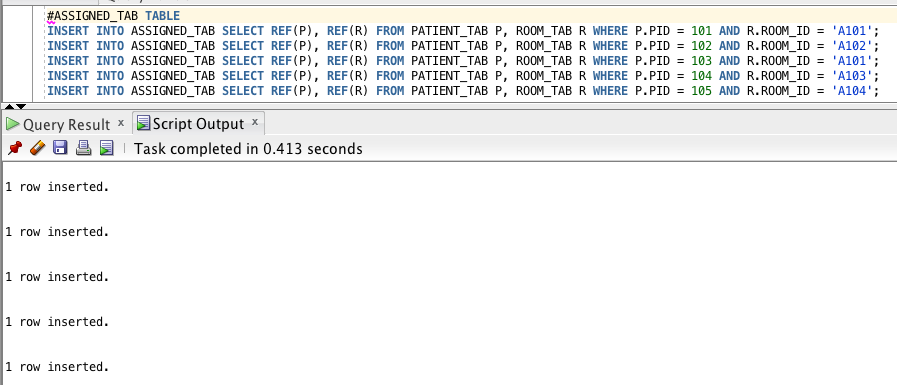 #ASSIGNED_TAB TABLE
INSERT INTO ASSIGNED_TAB SELECT REF(P), REF(R) FROM PATIENT_TAB P, ROOM_TAB R WHERE P.PID = 101 AND R.ROOM_ID = 'A101';
INSERT INTO ASSIGNED_TAB SELECT REF(P), REF(R) FROM PATIENT_TAB P, ROOM_TAB R WHERE P.PID = 102 AND R.ROOM_ID = 'A102';
INSERT INTO ASSIGNED_TAB SELECT REF(P), REF(R) FROM PATIENT_TAB P, ROOM_TAB R WHERE P.PID = 103 AND R.ROOM_ID = 'A101';
INSERT INTO ASSIGNED_TAB SELECT REF(P), REF(R) FROM PATIENT_TAB P, ROOM_TAB R WHERE P.PID = 104 AND R.ROOM_ID = 'A103';
INSERT INTO ASSIGNED_TAB SELECT REF(P), REF(R) FROM PATIENT_TAB P, ROOM_TAB R WHERE P.PID = 105 AND R.ROOM_ID = 'A104';
Query Result x Script Output x
Task completed in 0.413 seconds
1 row inserted.
1 row inserted.
1 row inserted.
1 row inserted.
1 row inserted.